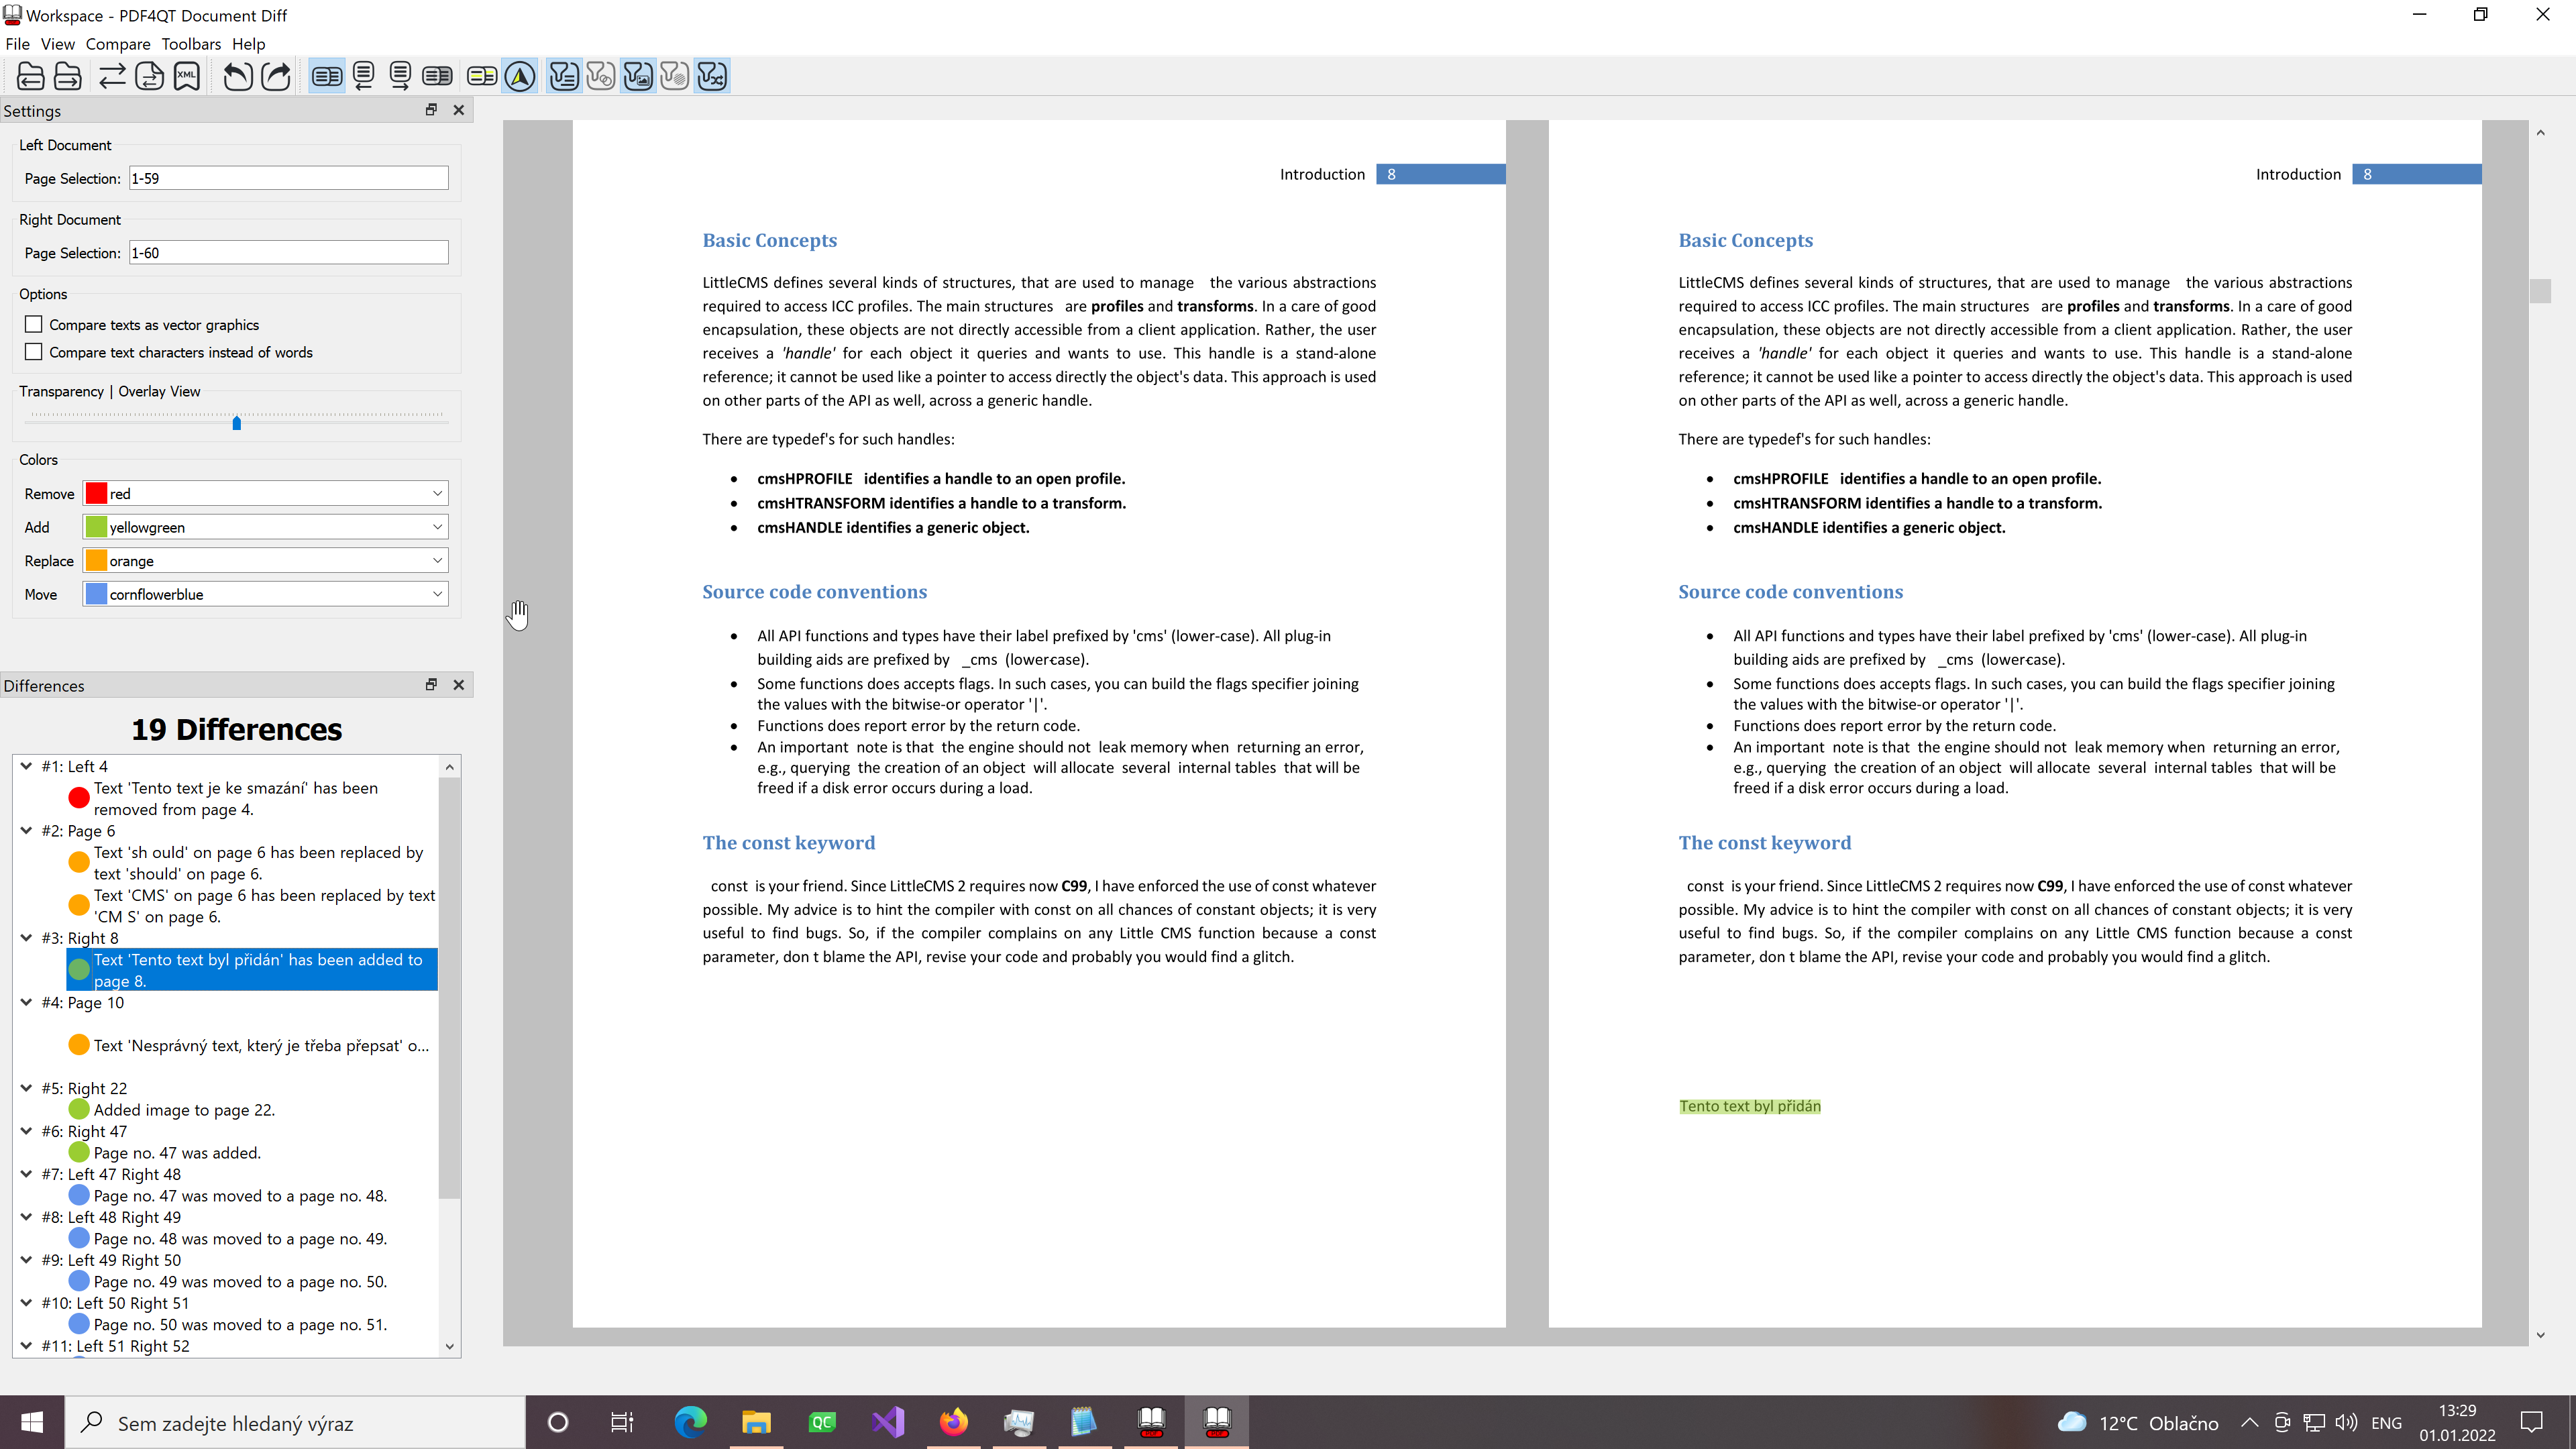 Workspace - PDF4QT Document Diff
File View Compare Toolbars Help
XML
Settings
Left Document
Page Selection: 1-59
Right Document
Page Selection: 1-60
Options
Compare texts as vector graphics
Compare text characters instead of words
Transparency | Overlay View
Colors
Remove red
Add yellowgreen
Replace orange
Move cornflowerblue
Differences
19 Differences
#1: Left 4
Text 'Tento text je ke smazání' has been
removed from page 4.
#2: Page 6
Text 'sh ould' on page 6 has been replaced by
text 'should' on page 6.
Text 'CMS' on page 6 has been replaced by text
'CM S' on page 6.
#3: Right 8
Text 'Tento text byl přidán' has been added to
page 8.
#4: Page 10
Text 'Nesprávný text, který je třeba přepsat' o...
#5: Right 22
Added image to page 22.
#6: Right 47
Page no. 47 was added.
#7: Left 47 Right 48
Page no. 47 was moved to a page no. 48.
#8: Left 48 Right 49
Page no. 48 was moved to a page no. 49.
#9: Left 49 Right 50
Page no. 49 was moved to a page no. 50.
#10: Left 50 Right 51
Page no. 50 was moved to a page no. 51.
#11: Left 51 Right 52
Introduction 8
Basic Concepts
LittleCMS defines several kinds of structures, that are used to manage the various abstractions
required to access ICC profiles. The main structures are profiles and transforms. In a care of good
encapsulation, these objects are not directly accessible from a client application. Rather, the user
receives a 'handle' for each object it queries and wants to use. This handle is a stand-alone
reference; it cannot be used like a pointer to access directly the object's data. This approach is used
on other parts of the API as well, across a generic handle.
There are typedef's for such handles:
• cmsHPROFILE identifies a handle to an open profile.
• cmsHTRANSFORM identifies a handle to a transform.
• cmsHANDLE identifies a generic object.
Source code conventions
• All API functions and types have their label prefixed by 'cms' (lower-case). All plug-in
building aids are prefixed by _cms (lower-case).
• Some functions does accepts flags. In such cases, you can build the flags specifier joining
the values with the bitwise-or operator '|'.
• Functions does report error by the return code.
• An important note is that the engine should not leak memory when returning an error,
e.g., querying the creation of an object will allocate several internal tables that will be
freed if a disk error occurs during a load.
The const keyword
const is your friend. Since LittleCMS 2 requires now C99, I have enforced the use of const whatever
possible. My advice is to hint the compiler with const on all chances of constant objects; it is very
useful to find bugs. So, if the compiler complains on any Little CMS function because a const
parameter, don t blame the API, revise your code and probably you would find a glitch.
Introduction 8
Basic Concepts
LittleCMS defines several kinds of structures, that are used to manage the various abstractions
required to access ICC profiles. The main structures are profiles and transforms. In a care of good
encapsulation, these objects are not directly accessible from a client application. Rather, the user
receives a 'handle' for each object it queries and wants to use. This handle is a stand-alone
reference; it cannot be used like a pointer to access directly the object's data. This approach is used
on other parts of the API as well, across a generic handle.
There are typedef's for such handles:
• cmsHPROFILE identifies a handle to an open profile.
• cmsHTRANSFORM identifies a handle to a transform.
• cmsHANDLE identifies a generic object.
Source code conventions
• All API functions and types have their label prefixed by 'cms' (lower-case). All plug-in
building aids are prefixed by _cms (lower-case).
• Some functions does accepts flags. In such cases, you can build the flags specifier joining
the values with the bitwise-or operator '|'.
• Functions does report error by the return code.
• An important note is that the engine should not leak memory when returning an error,
e.g., querying the creation of an object will allocate several internal tables that will be
freed if a disk error occurs during a load.
The const keyword
const is your friend. Since LittleCMS 2 requires now C99, I have enforced the use of const whatever
possible. My advice is to hint the compiler with const on all chances of constant objects; it is very
useful to find bugs. So, if the compiler complains on any Little CMS function because a const
parameter, don t blame the API, revise your code and probably you would find a glitch.
Tento text byl přidán
Sem zadejte hledaný výraz
QC
12°C Oblačno
ENG
13:29
01.01.2022